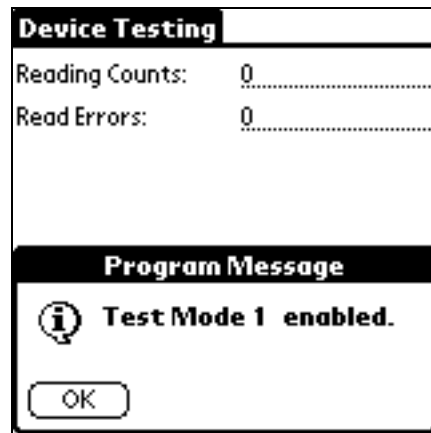 Device Testing
Reading Counts: 0
Read Errors: 0
Program Message
Test Mode 1 enabled.
OK